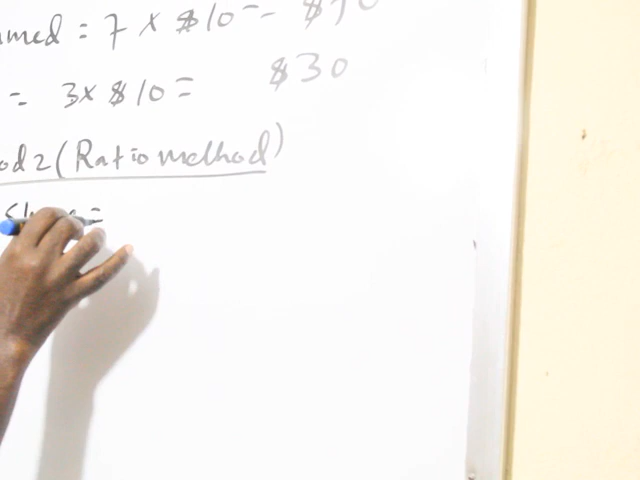 med = 7 x $10 = $70
= 3x $10 = $30
od 2 (Ratio method)
=